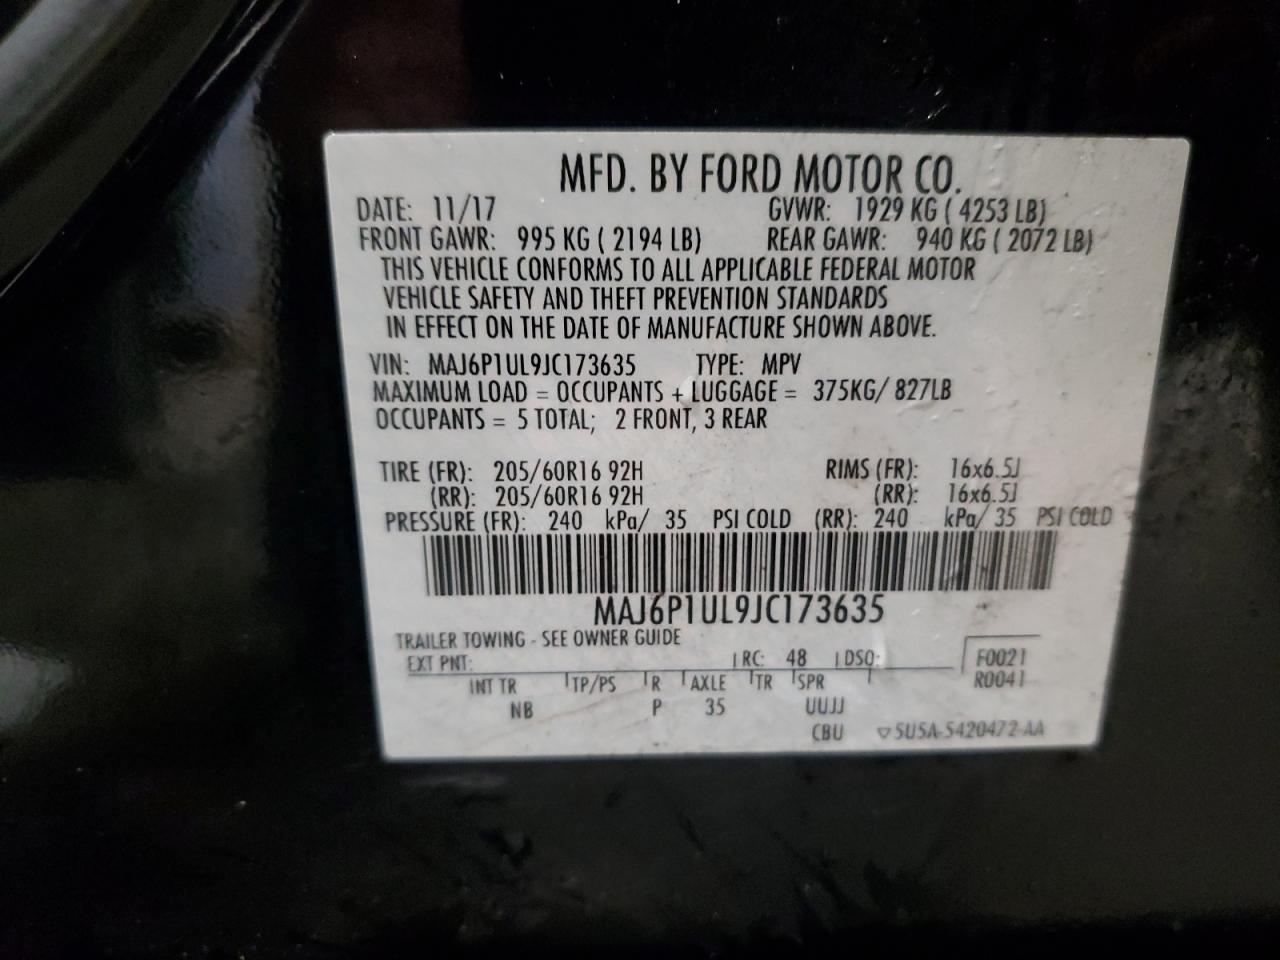 MFD. BY FORD MOTOR CO.
DATE: 11/17 GVWR: 1929 KG ( 4253 LB)
FRONT GAWR: 995 KG ( 2194 LB) REAR GAWR: 940 KG ( 2072 LB)
THIS VEHICLE CONFORMS TO ALL APPLICABLE FEDERAL MOTOR
VEHICLE SAFETY AND THEFT PREVENTION STANDARDS
IN EFFECT ON THE DATE OF MANUFACTURE SHOWN ABOVE.
VIN: MAJ6P1UL9JC173635 TYPE: MPV
MAXIMUM LOAD = OCCUPANTS + LUGGAGE = 375KG/ 827LB
OCCUPANTS = 5 TOTAL; 2 FRONT, 3 REAR
TIRE (FR): 205/60R16 92H RIMS (FR): 16x6.5J
(RR): 205/60R16 92H (RR): 16x6.5J
PRESSURE (FR): 240 kPa/ 35 PSI COLD (RR): 240 kPa/ 35 PSI COLD
MAJ6P1UL9JC173635
TRAILER TOWING - SEE OWNER GUIDE
EXT PNT: RC: 48 DSO: F0021
INT TR TP/PS R AXLE TR SPR R0041
NB P 35 UUJJ
CBU ▽5U5A-5420472-AA